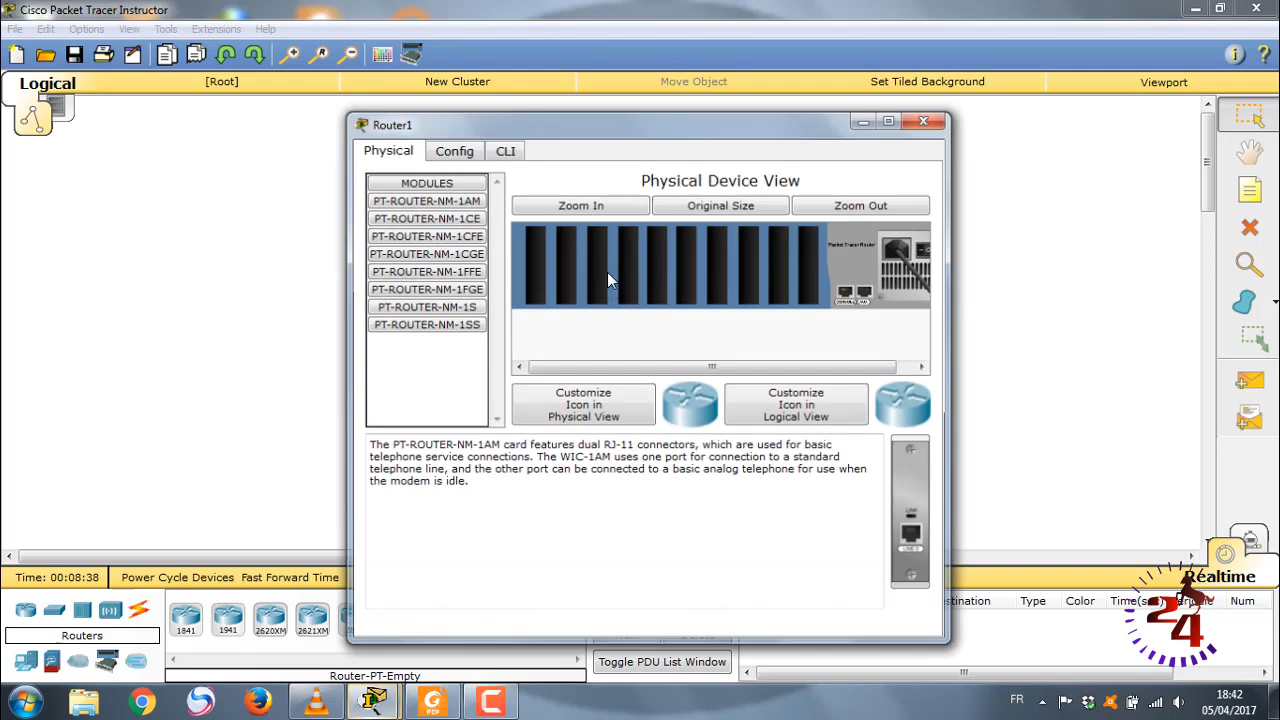 Cisco Packet Tracer Instructor
File Edit Options View Tools Extensions Help
Logical
[Root]
New Cluster
Move Object
Set Tiled Background
Viewport
Router1
Physical Config CLI
MODULES
PT-ROUTER-NM-1AM
PT-ROUTER-NM-1CE
PT-ROUTER-NM-1CFE
PT-ROUTER-NM-1CGE
PT-ROUTER-NM-1FFE
PT-ROUTER-NM-1FGE
PT-ROUTER-NM-1S
PT-ROUTER-NM-1SS
Physical Device View
Zoom In
Original Size
Zoom Out
Packet Tracer Router
Customize
Icon in
Physical View
Customize
Icon in
Logical View
The PT-ROUTER-NM-1AM card features dual RJ-11 connectors, which are used for basic
telephone service connections. The WIC-1AM uses one port for connection to a standard
telephone line, and the other port can be connected to a basic analog telephone for use when
the modem is idle.
LINK
Time: 00:08:38
Power Cycle Devices Fast Forward Time
Realtime
Routers
1841
1941
2620XM
2621XM
Router-PT-Empty
Toggle PDU List Window
Type
Color
Num
24
PDF
FR
18:42
05/04/2017